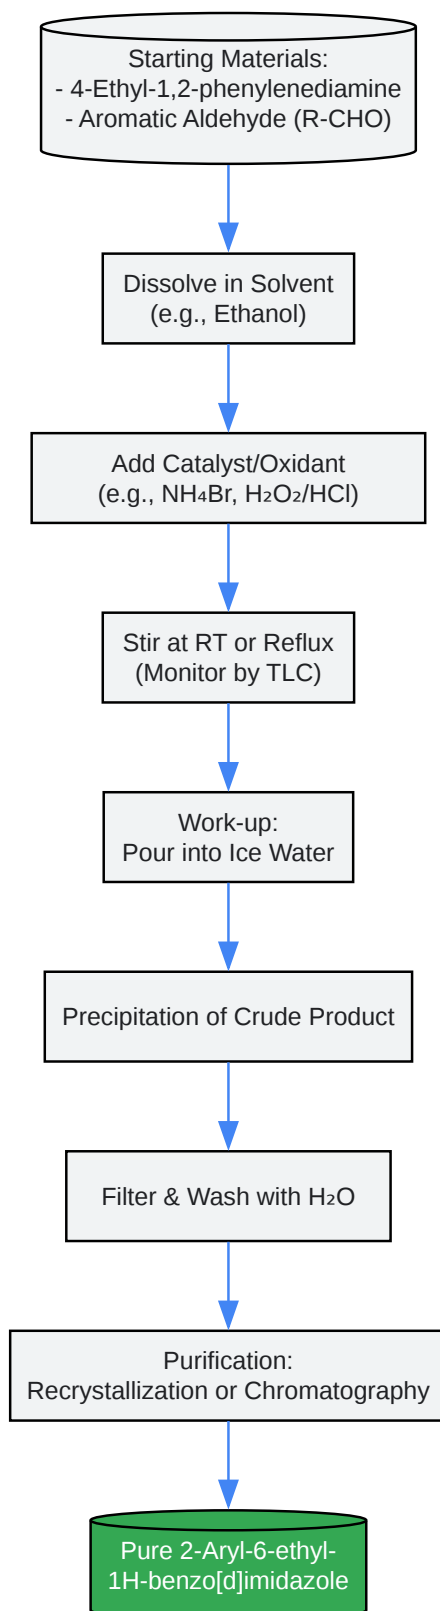 Starting Materials:
- 4-Ethyl-1,2-phenylenediamine
- Aromatic Aldehyde (R-CHO)
Dissolve in Solvent
(e.g., Ethanol)
Add Catalyst/Oxidant
(e.g., NH₄Br, H₂O₂/HCl)
Stir at RT or Reflux
(Monitor by TLC)
Work-up:
Pour into Ice Water
Precipitation of Crude Product
Filter & Wash with H₂O
Purification:
Recrystallization or Chromatography
Pure 2-Aryl-6-ethyl-
1H-benzo[d]imidazole